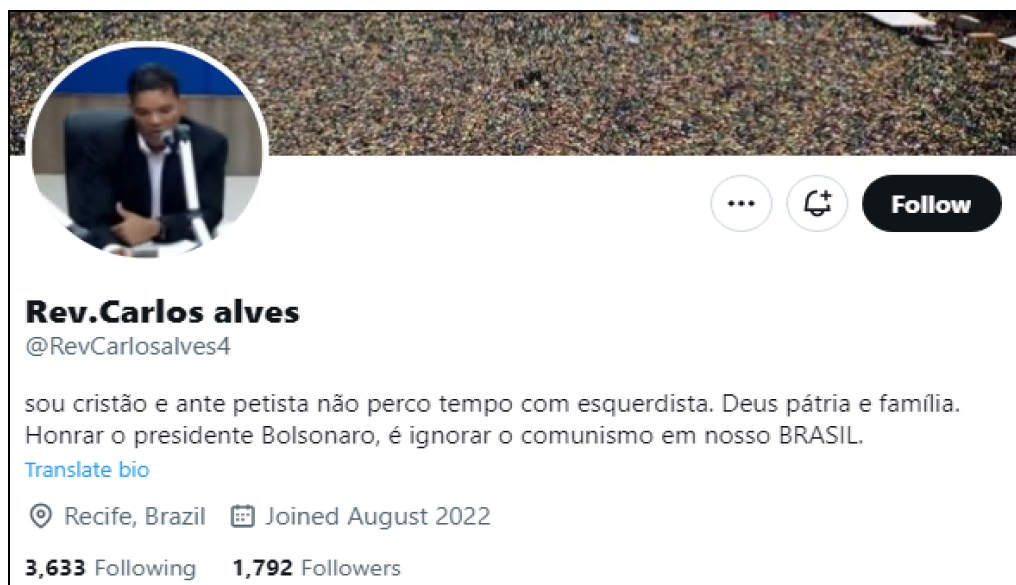 Follow
Rev.Carlos alves
@RevCarlosalves4
sou cristão e ante petista não perco tempo com esquerdista. Deus pátria e família.
Honrar o presidente Bolsonaro, é ignorar o comunismo em nosso BRASIL.
Translate bio
Recife, Brazil Joined August 2022
3,633 Following 1,792 Followers